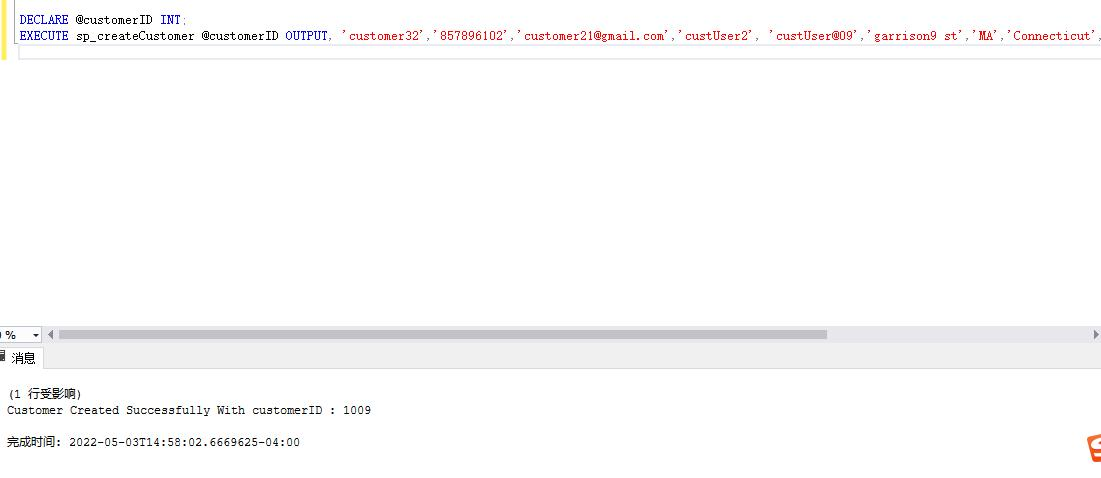 DECLARE @customerID INT;
EXECUTE sp_createCustomer @customerID OUTPUT, 'customer32','857896102','customer21@gmail.com','custUser2', 'custUser@09','garrison9 st','MA','Connecticut',
%
消息
(1 行受影响)
Customer Created Successfully With customerID : 1009
完成时间: 2022-05-03T14:58:02.6669625-04:00